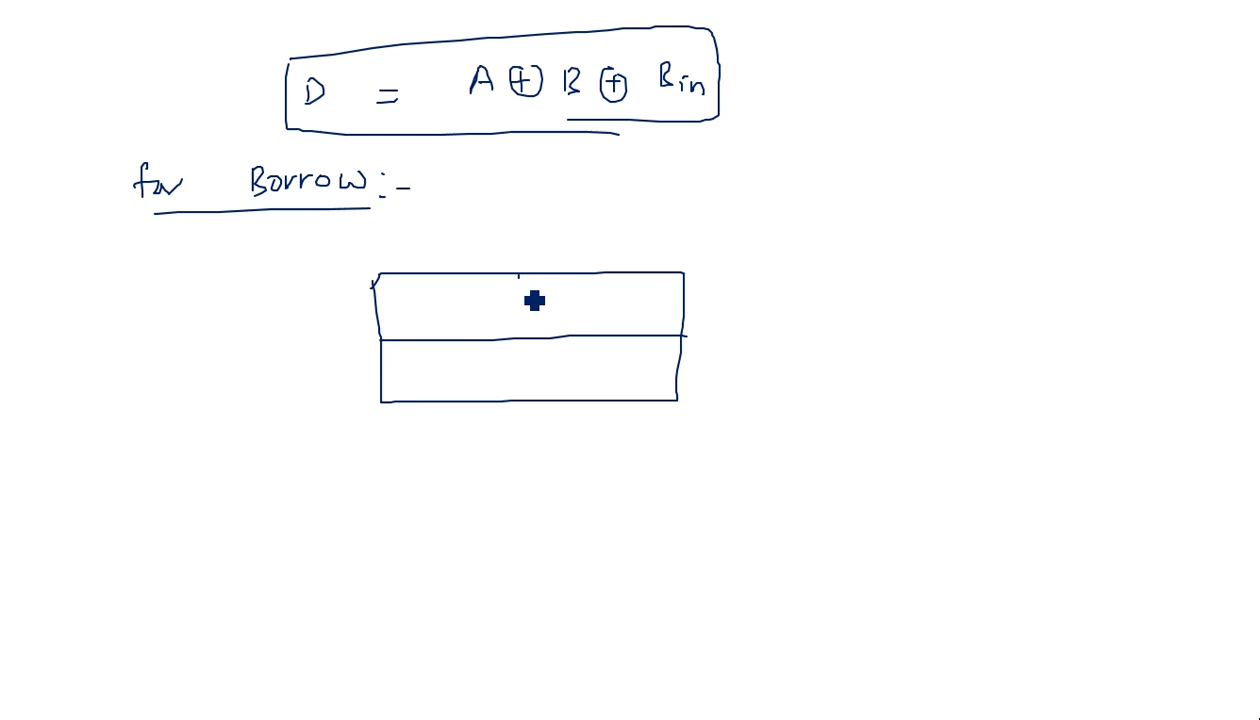 D = A ⊕ B ⊕ Bin
for Borrow:-